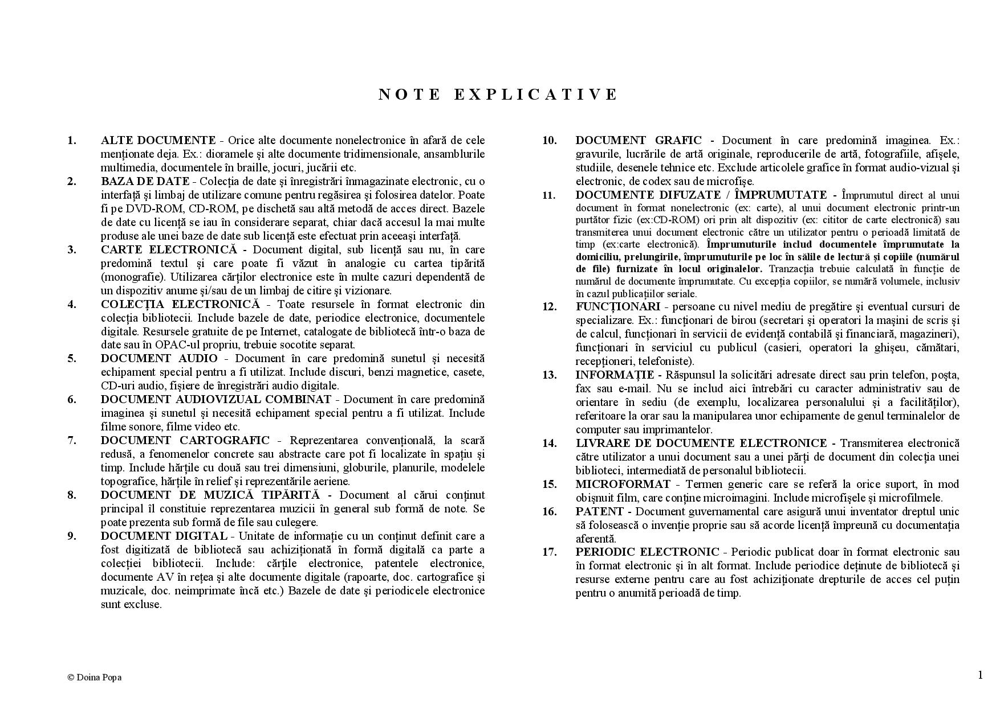 NOTE EXPLICATIVE
1. ALTE DOCUMENTE - Orice alte documente nonelectronice în afară de cele
menţionate deja. Ex.: dioramele şi alte documente tridimensionale, ansamblurile
multimedia, documentele în braille, jocuri, jucării etc.
2. BAZA DE DATE - Colecţia de date şi înregistrări înmagazinate electronic, cu o
interfaţă şi limbaj de utilizare comune pentru regăsirea şi folosirea datelor. Poate
fi pe DVD-ROM, CD-ROM, pe dischetă sau altă metodă de acces direct. Bazele
de date cu licenţă se iau în considerare separat, chiar dacă accesul la mai multe
produse ale unei baze de date sub licenţă este efectuat prin aceeaşi interfaţă.
3. CARTE ELECTRONICĂ - Document digital, sub licenţă sau nu, în care
predomină textul şi care poate fi văzut în analogie cu cartea tipărită
(monografie). Utilizarea cărţilor electronice este în multe cazuri dependentă de
un dispozitiv anume şi/sau de un limbaj de citire şi vizionare.
4. COLECŢIA ELECTRONICĂ - Toate resursele în format electronic din
colecţia bibliotecii. Include bazele de date, periodice electronice, documentele
digitale. Resursele gratuite de pe Internet, catalogate de bibliotecă într-o baza de
date sau în OPAC-ul propriu, trebuie socotite separat.
5. DOCUMENT AUDIO - Document în care predomină sunetul şi necesită
echipament special pentru a fi utilizat. Include discuri, benzi magnetice, casete,
CD-uri audio, fişiere de înregistrări audio digitale.
6. DOCUMENT AUDIOVIZUAL COMBINAT - Document în care predomină
imaginea şi sunetul şi necesită echipament special pentru a fi utilizat. Include
filme sonore, filme video etc.
7. DOCUMENT CARTOGRAFIC - Reprezentarea convenţională, la scară
redusă, a fenomenelor concrete sau abstracte care pot fi localizate în spaţiu şi
timp. Include hărţile cu două sau trei dimensiuni, globurile, planurile, modelele
topografice, hărţile în relief şi reprezentările aeriene.
8. DOCUMENT DE MUZICĂ TIPĂRITĂ - Document al cărui conţinut
principal îl constituie reprezentarea muzicii în general sub formă de note. Se
poate prezenta sub formă de file sau culegere.
9. DOCUMENT DIGITAL - Unitate de informaţie cu un conţinut definit care a
fost digitizată de bibliotecă sau achiziţionată în formă digitală ca parte a
colecţiei bibliotecii. Include: cărţile electronice, patentele electronice,
documente AV în reţea şi alte documente digitale (rapoarte, doc. cartografice şi
muzicale, doc. neimprimate încă etc.) Bazele de date şi periodicele electronice
sunt excluse.
10. DOCUMENT GRAFIC - Document în care predomină imaginea. Ex.:
gravurile, lucrările de artă originale, reproducerile de artă, fotografiile, afişele,
studiile, desenele tehnice etc. Exclude articolele grafice în format audio-vizual şi
electronic, de codex sau de microfişe.
11. DOCUMENTE DIFUZATE / ÎMPRUMUTATE - Împrumutul direct al unui
document în format nonelectronic (ex: carte), al unui document electronic printr-un
purtător fizic (ex:CD-ROM) ori prin alt dispozitiv (ex: cititor de carte electronică) sau
transmiterea unui document electronic către un utilizator pentru o perioadă limitată de
timp (ex:carte electronică). Împrumuturile includ documentele împrumutate la
domiciliu, prelungirile, împrumuturile pe loc în sălile de lectură şi copiile (numărul
de file) furnizate în locul originalelor. Tranzacţia trebuie calculată în funcţie de
numărul de documente împrumutate. Cu excepţia copiilor, se numără volumele, inclusiv
în cazul publicaţiilor seriale.
12. FUNCŢIONARI - persoane cu nivel mediu de pregătire şi eventual cursuri de
specializare. Ex.: funcţionari de birou (secretari şi operatori la maşini de scris şi
de calcul, funcţionari în servicii de evidenţă contabilă şi financiară, magazineri),
funcţionari în serviciul cu publicul (casieri, operatori la ghişeu, cămătari,
recepţioneri, telefoniste).
13. INFORMAŢIE - Răspunsul la solicitări adresate direct sau prin telefon, poşta,
fax sau e-mail. Nu se includ aici întrebări cu caracter administrativ sau de
orientare în sediu (de exemplu, localizarea personalului şi a facilităţilor),
referitoare la orar sau la manipularea unor echipamente de genul terminalelor de
computer sau imprimantelor.
14. LIVRARE DE DOCUMENTE ELECTRONICE - Transmiterea electronică
către utilizator a unui document sau a unei părţi de document din colecţia unei
biblioteci, intermediată de personalul bibliotecii.
15. MICROFORMAT - Termen generic care se referă la orice suport, în mod
obişnuit film, care conţine microimagini. Include microfişele şi microfilmele.
16. PATENT - Document guvernamental care asigură unui inventator dreptul unic
să folosească o invenţie proprie sau să acorde licenţă împreună cu documentaţia
aferentă.
17. PERIODIC ELECTRONIC - Periodic publicat doar în format electronic sau
în format electronic şi în alt format. Include periodice deţinute de bibliotecă şi
resurse externe pentru care au fost achiziţionate drepturile de acces cel puţin
pentru o anumită perioadă de timp.
© Doina Popa
1